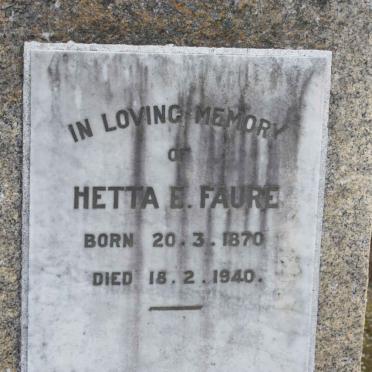 IN LOVING MEMORY
OF
HETTA E. FAURE
BORN 20.3.1870
DIED 18.2.1940.